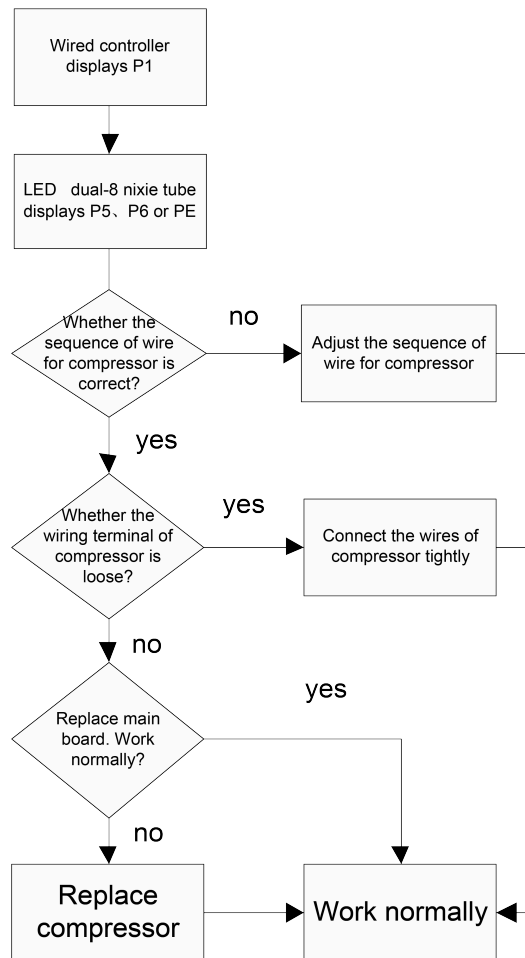 Wired controller
displays P1
LED dual-8 nixie tube
displays P5、P6 or PE
Whether the
sequence of wire
for compressor is
correct?
no
Adjust the sequence of
wire for compressor
yes
Whether the
wiring terminal of
compressor is
loose?
yes
Connect the wires of
compressor tightly
no
Replace main
board. Work
normally?
yes
no
Replace
compressor
Work normally